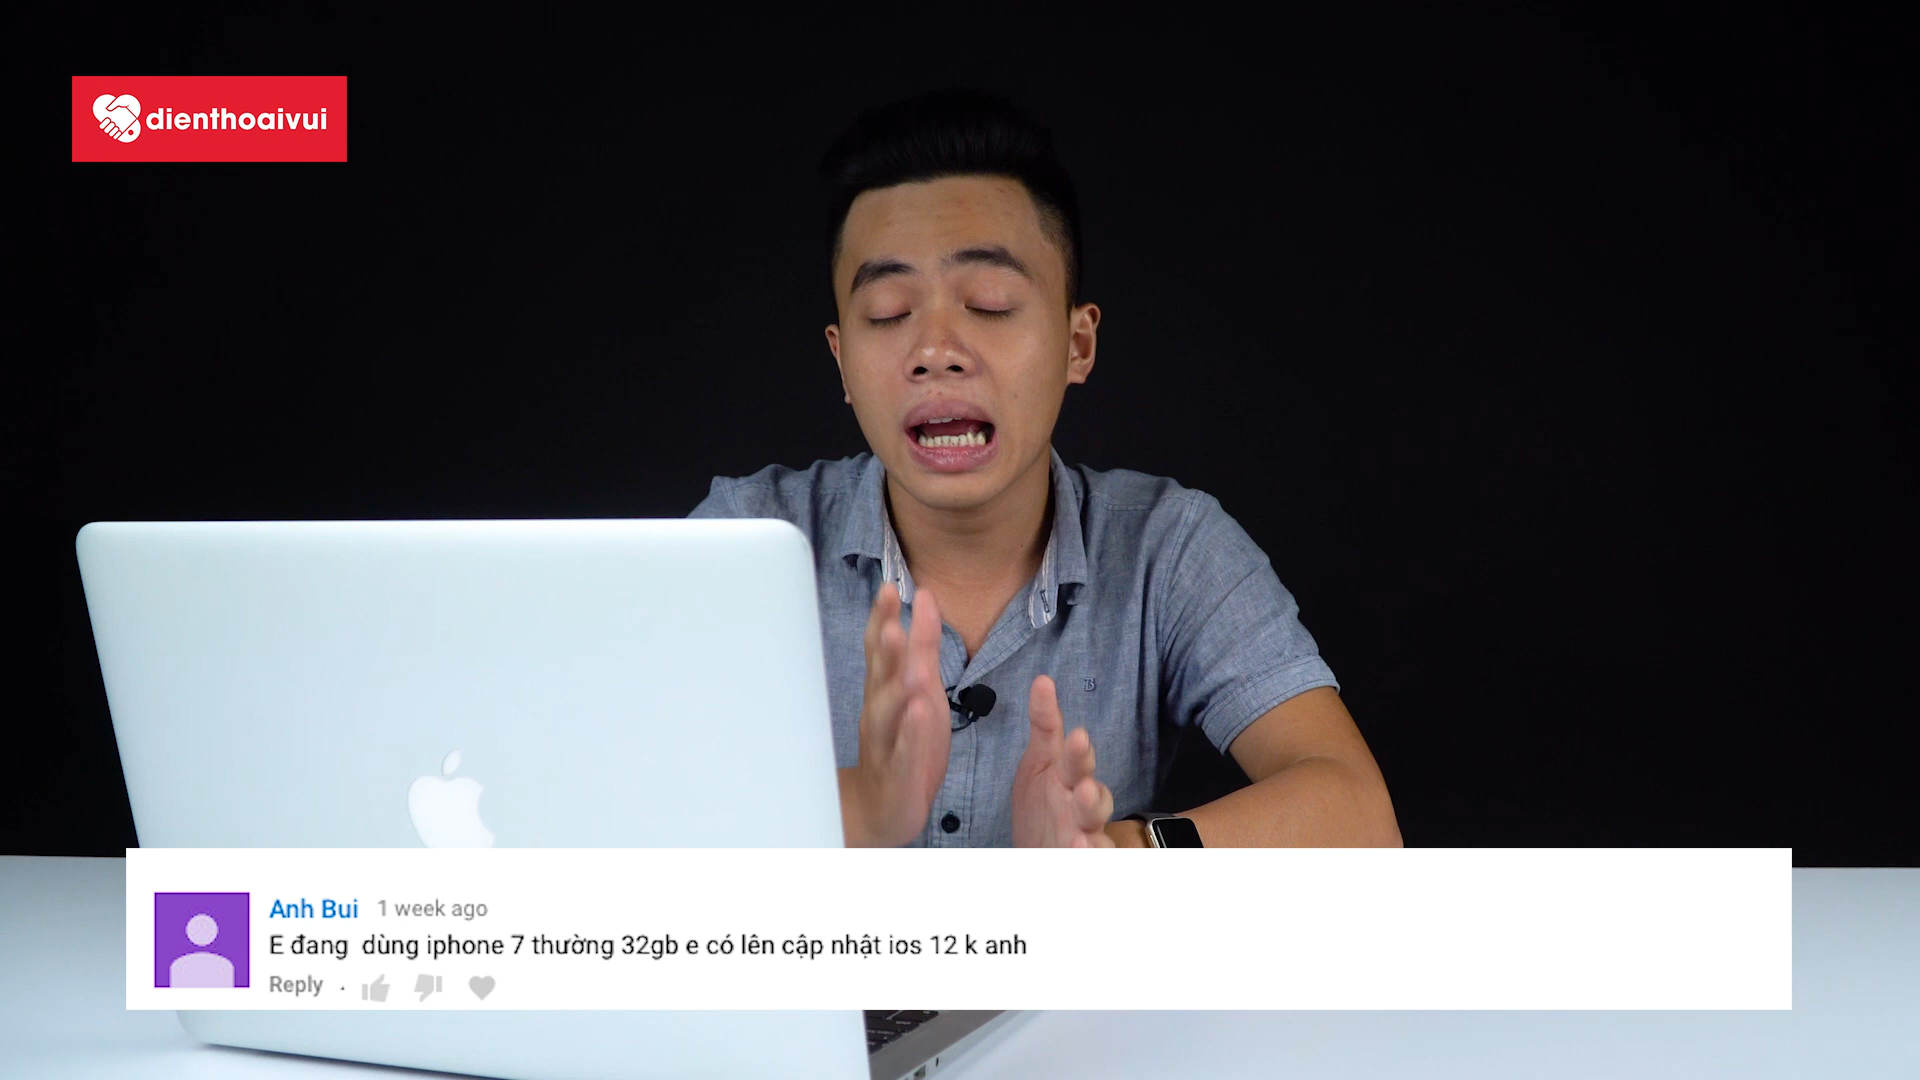 dienthoaivui
B
Anh Bui 1 week ago
E đang dùng iphone 7 thường 32gb e có lên cập nhật ios 12 k anh
Reply